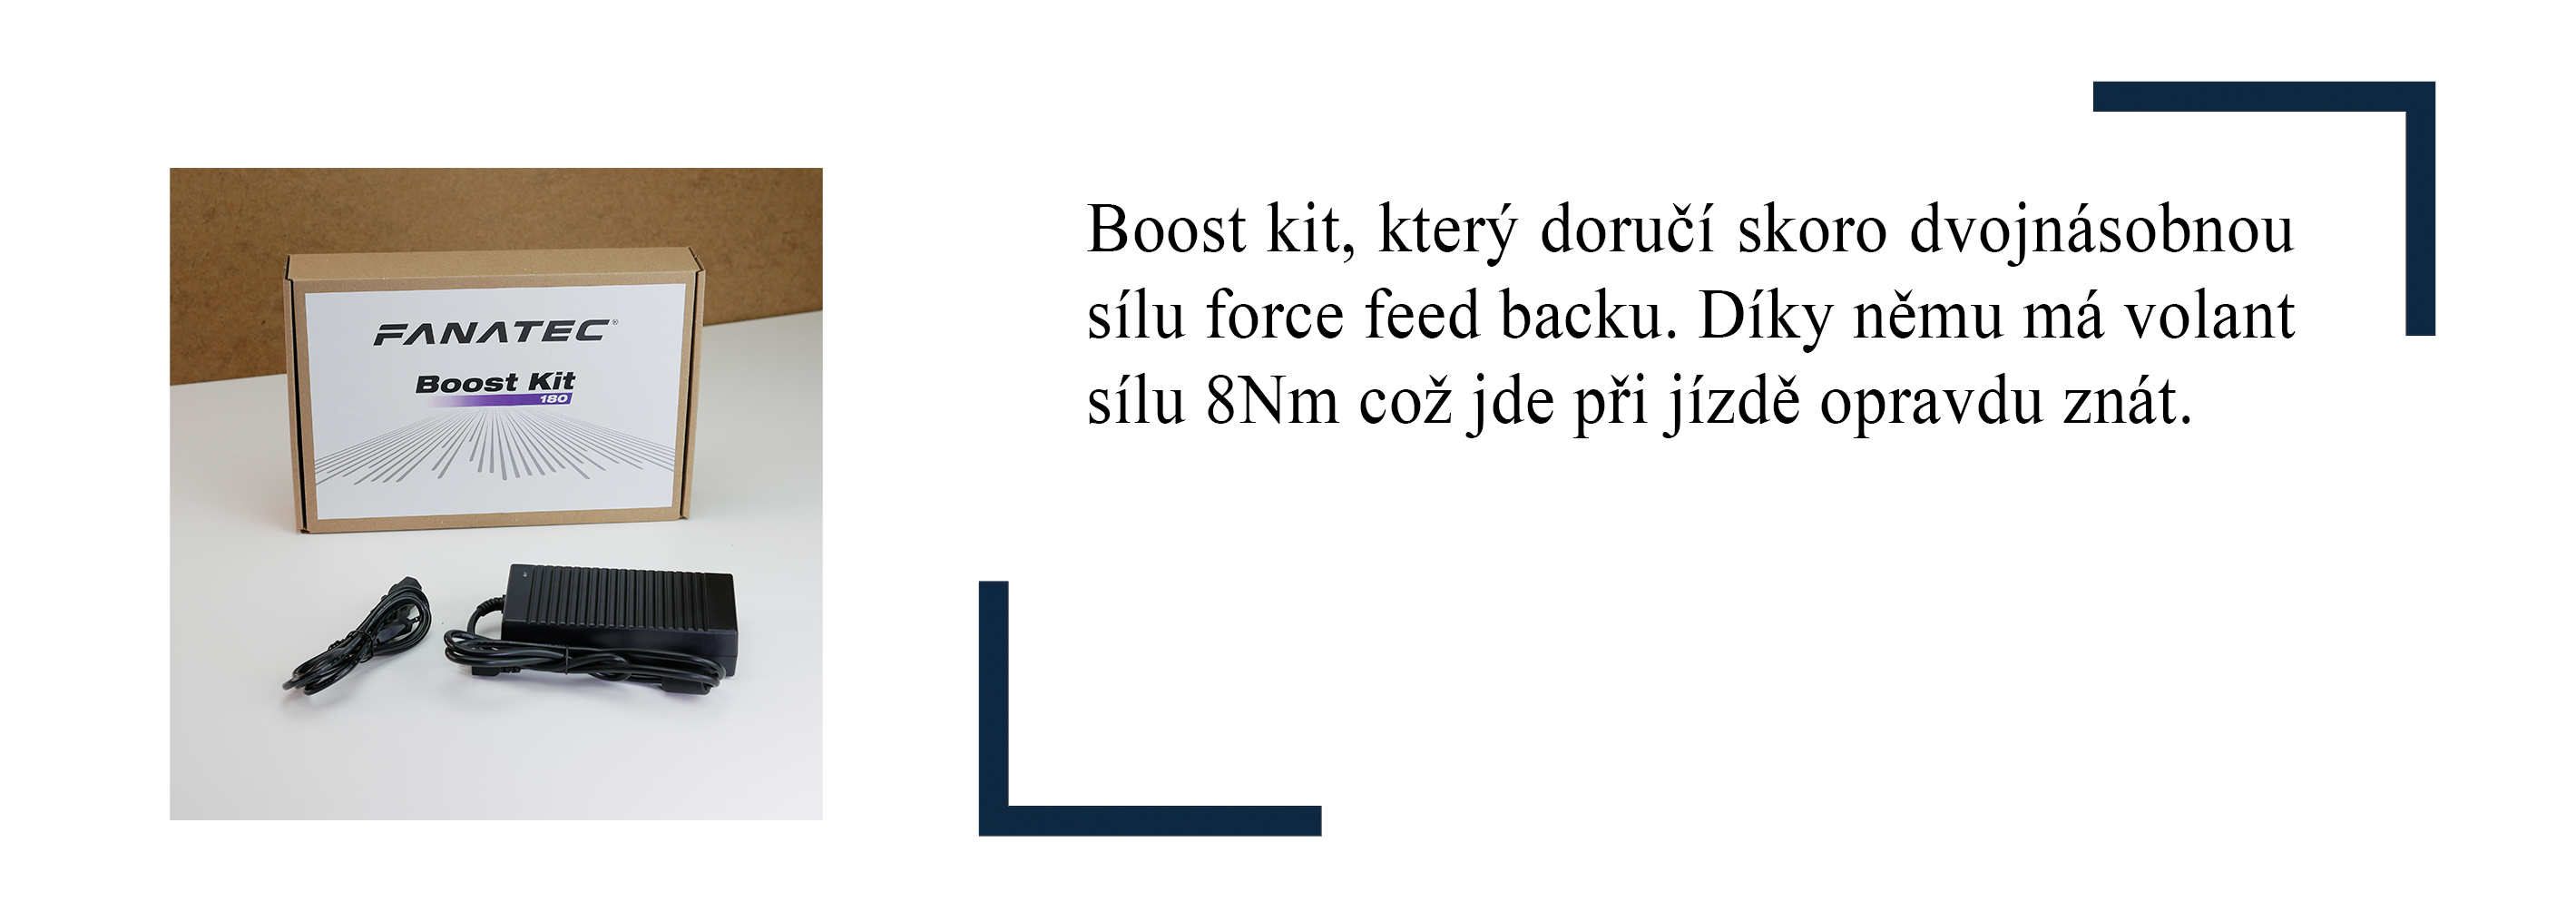 FANATEC®
Boost Kit
180
Boost kit, který doručí skoro dvojnásobnou
sílu force feed backu. Díky němu má volant
sílu 8Nm což jde při jízdě opravdu znát.